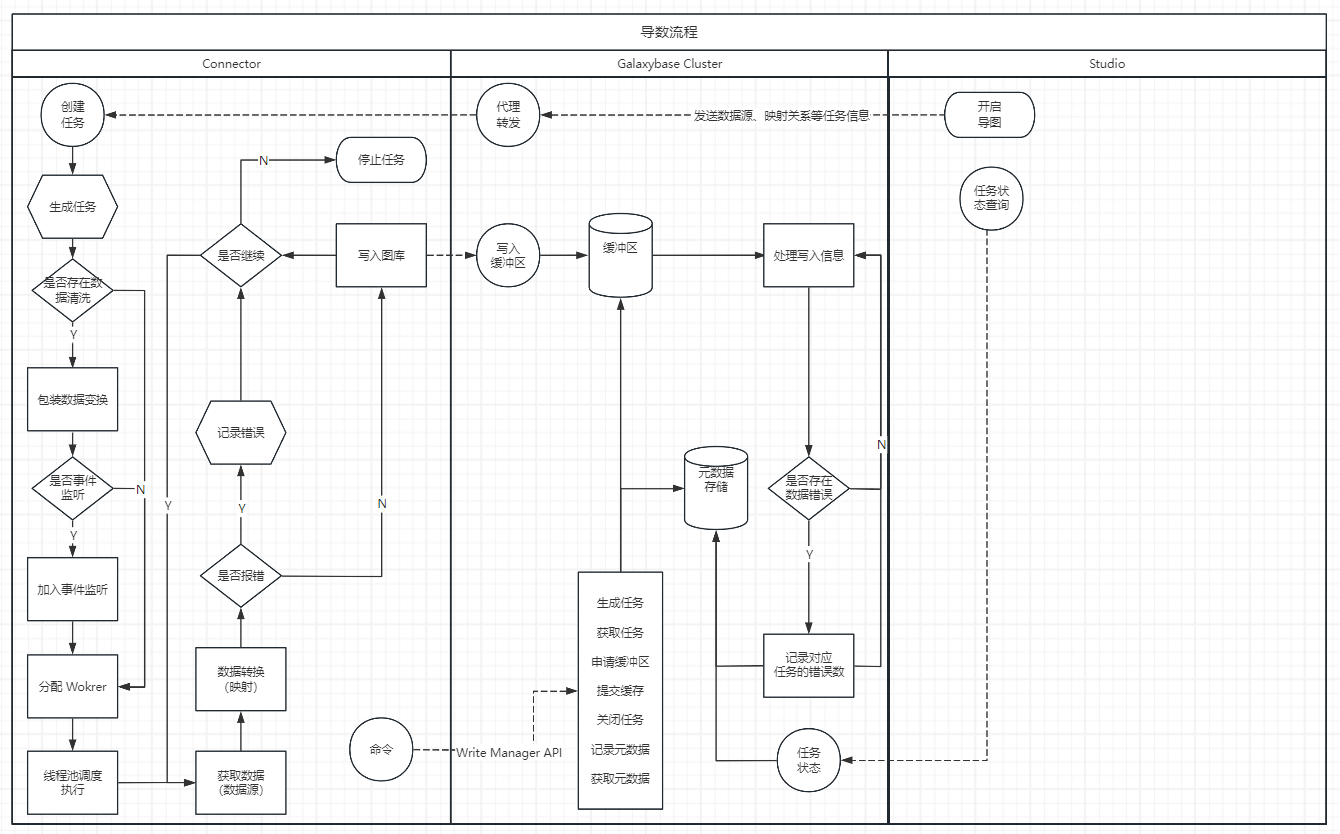 导数流程
Connector
Galaxybase Cluster
Studio
创建
任务
代理
转发
发送数据源、映射关系等任务信息
开启
导图
N
停止任务
生成任务
任务状
态查询
是否继续
写入图库
写入
缓冲区
缓冲区
处理写入信息
是否存在数
据清洗
Y
包装数据变换
记录错误
N
是否事件
监听
N
Y
Y
N
元数据
存储
是否存在
数据错误
Y
Y
加入事件监听
是否报错
生成任务
获取任务
申请缓冲区
提交缓存
关闭任务
记录元数据
获取元数据
分配 Wokrer
数据转换
(映射)
记录对应
任务的错误数
命令
Write Manager API
任务
状态
线程池调度
执行
获取数据
(数据源)